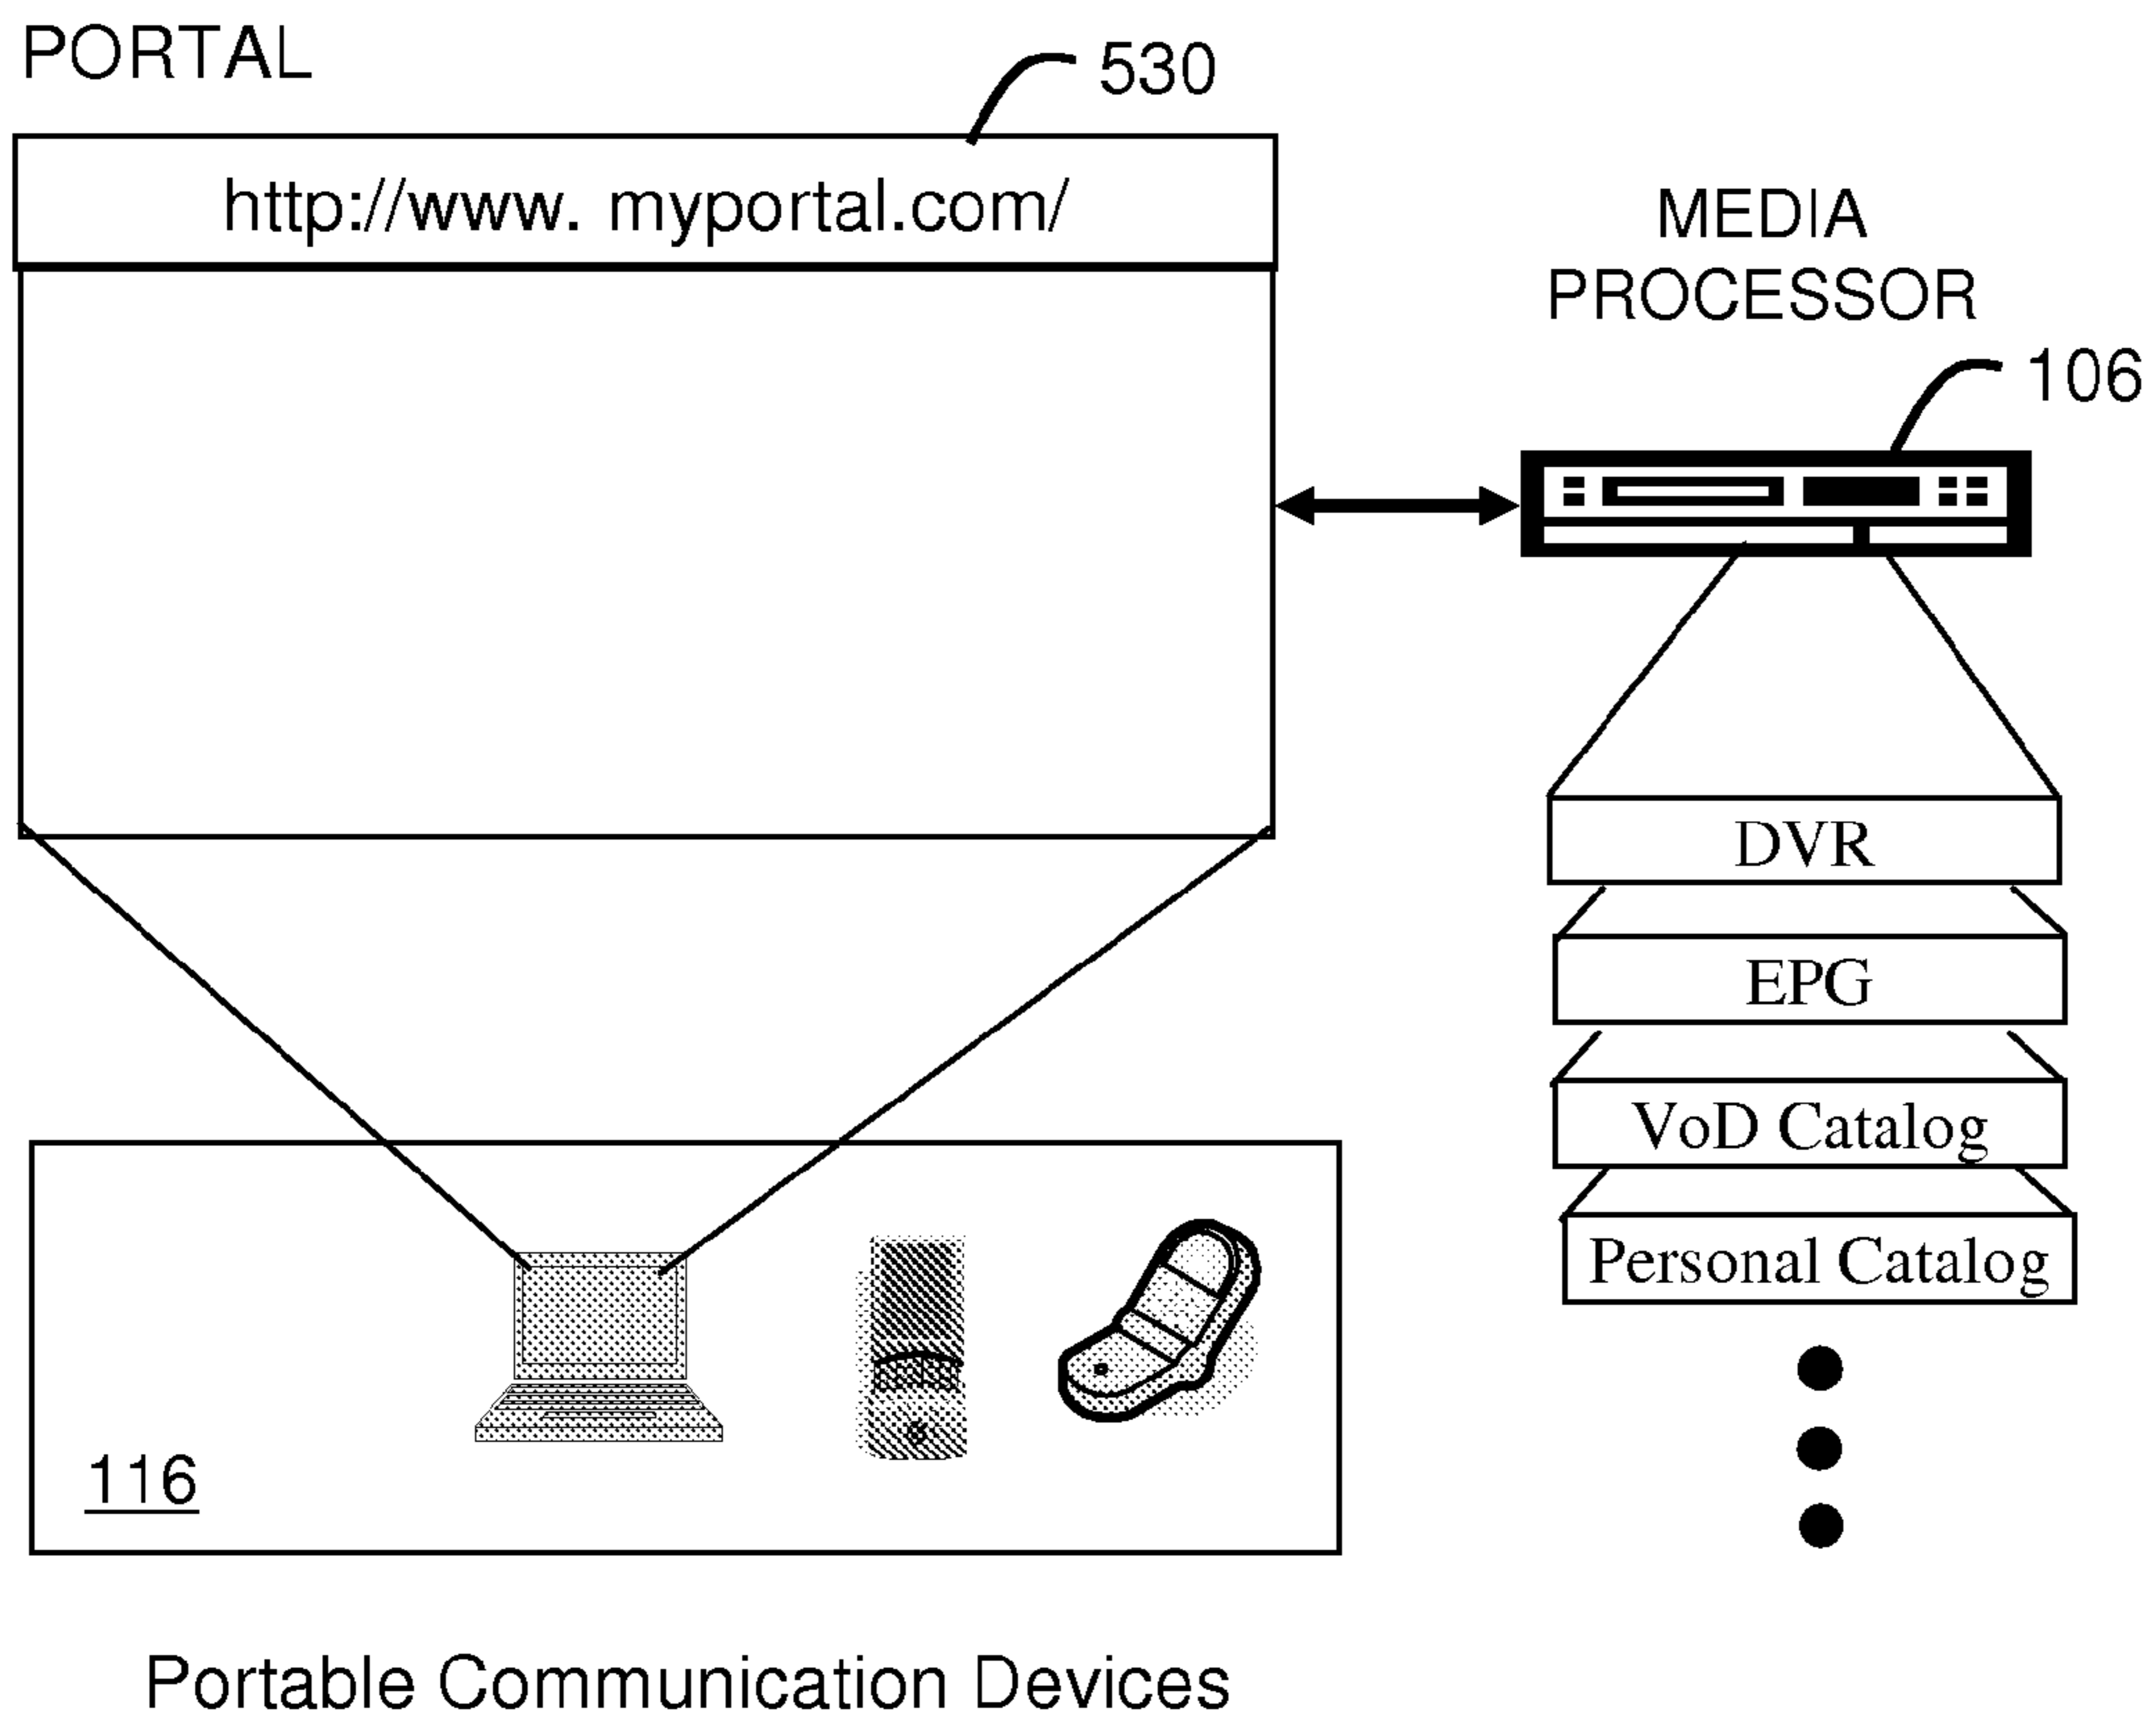 PORTAL
530
http://www. myportal.com/
MEDIA
PROCESSOR
106
DVR
EPG
VoD Catalog
Personal Catalog
116
Portable Communication Devices